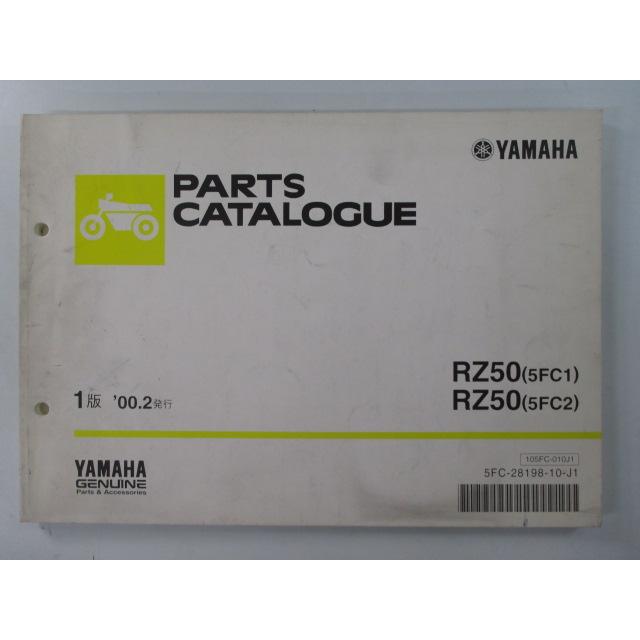 YAMAHA
PARTS
CATALOGUE
RZ50(5FC1)
RZ50(5FC2)
1版 '00.2発行
105FC-010J1
5FC-28198-10-J1
YAMAHA
GENUINE
Parts & Accessories